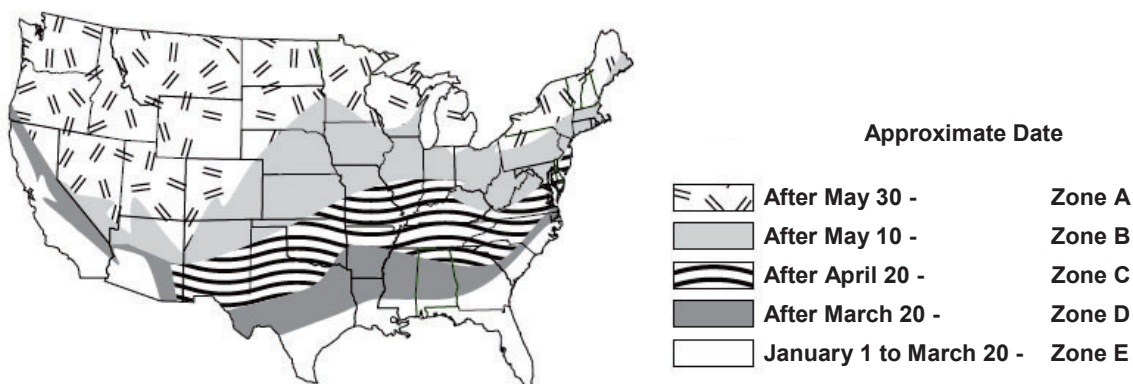 Approximate Date
After May 30 - Zone A
After May 10 - Zone B
After April 20 - Zone C
After March 20 - Zone D
January 1 to March 20 - Zone E